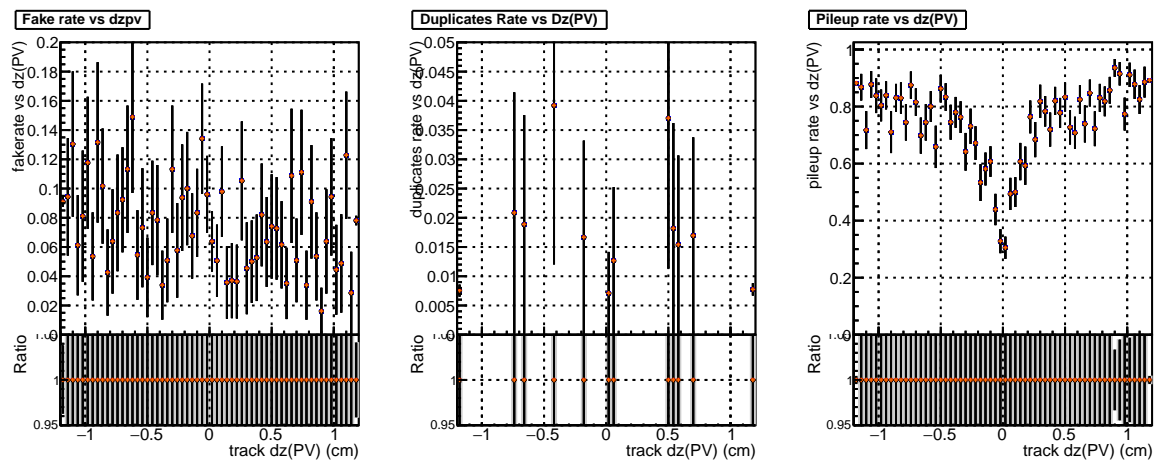 Fake rate vs dzpv
fakerate vs dz(PV)
0.2
0.18
0.16
0.14
0.12
0.1
0.08
0.06
0.04
0.02
0
Ratio
1
0.95
−1 −0.5 0 0.5 1
track dz(PV) (cm)
Duplicates Rate vs Dz(PV)
duplicates rate vs dz(PV)
0.05
0.045
0.04
0.035
0.03
0.025
0.02
0.015
0.01
0.005
0
Ratio
1
0.95
−1 −0.5 0 0.5 1
track dz(PV) (cm)
Pileup rate vs dz(PV)
pileup rate vs dz(PV)
1
0.8
0.6
0.4
0.2
0
Ratio
1
0.95
−1 −0.5 0 0.5 1
track dz(PV) (cm)